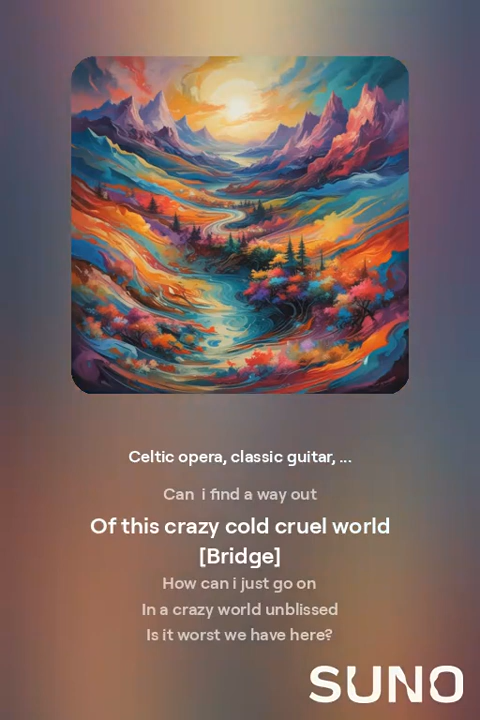 Celtic opera, classic guitar, ...
Can i find a way out
Of this crazy cold cruel world
[Bridge]
How can i just go on
In a crazy world unblissed
Is it worst we have here?
SUNO